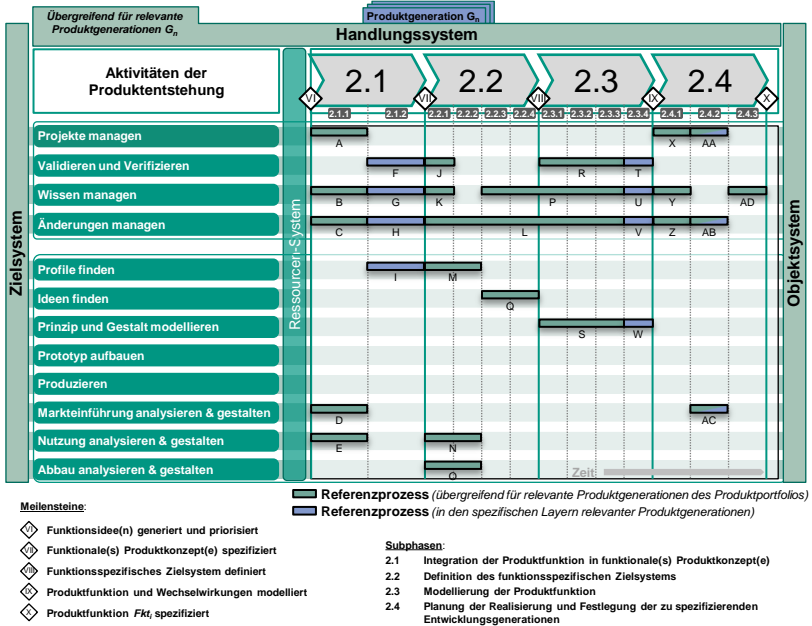 Übergreifend für relevante
Produktgenerationen Gn
Produktgeneration Gn
Handlungssystem
Zielsystem
Objektsystem
Ressourcen-System
Aktivitäten der
Produktentstehung
2.1
2.2
2.3
2.4
VI
VII
VIII
IX
X
2.1.1
2.1.2
2.2.1
2.2.2
2.2.3
2.2.4
2.3.1
2.3.2
2.3.3
2.3.4
2.4.1
2.4.2
2.4.3
Projekte managen
A
X
AA
Validieren und Verifizieren
F
J
R
T
Wissen managen
B
G
K
P
U
Y
AD
Änderungen managen
C
H
L
V
Z
AB
Profile finden
I
M
Ideen finden
Q
Prinzip und Gestalt modellieren
S
W
Prototyp aufbauen
Produzieren
Markteinführung analysieren & gestalten
D
AC
Nutzung analysieren & gestalten
E
N
Abbau analysieren & gestalten
O
Zeit
Referenzprozess (übergreifend für relevante Produktgenerationen des Produktportfolios)
Referenzprozess (in den spezifischen Layern relevanter Produktgenerationen)
Meilensteine:
VI Funktionsidee(n) generiert und priorisiert
VII Funktionale(s) Produktkonzept(e) spezifiziert
VIII Funktionsspezifisches Zielsystem definiert
IX Produktfunktion und Wechselwirkungen modelliert
X Produktfunktion Fkti spezifiziert
Subphasen:
2.1 Integration der Produktfunktion in funktionale(s) Produktkonzept(e)
2.2 Definition des funktionsspezifischen Zielsystems
2.3 Modellierung der Produktfunktion
2.4 Planung der Realisierung und Festlegung der zu spezifizierenden
Entwicklungsgenerationen